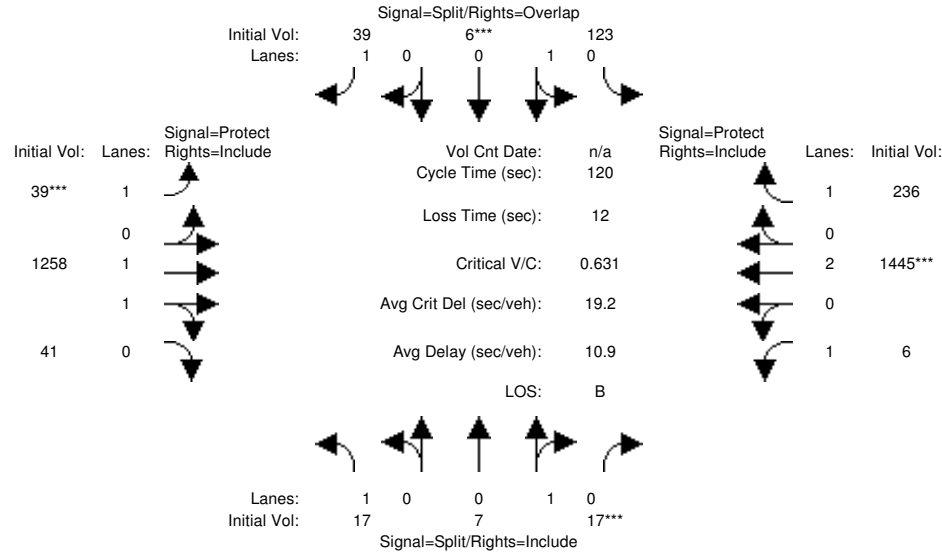 Signal=Split/Rights=Overlap
Initial Vol: 39 6*** 123
Lanes: 1 0 0 1 0
Signal=Protect Signal=Protect
Initial Vol: Lanes: Rights=Include Vol Cnt Date: n/a Rights=Include Lanes: Initial Vol:
Cycle Time (sec): 120
39*** 1 1 236
Loss Time (sec): 12
0 0
1258 1 Critical V/C: 0.631 2 1445***
1 Avg Crit Del (sec/veh): 19.2 0
41 0 Avg Delay (sec/veh): 10.9 1 6
LOS: B
Lanes: 1 0 0 1 0
Initial Vol: 17 7 17***
Signal=Split/Rights=Include